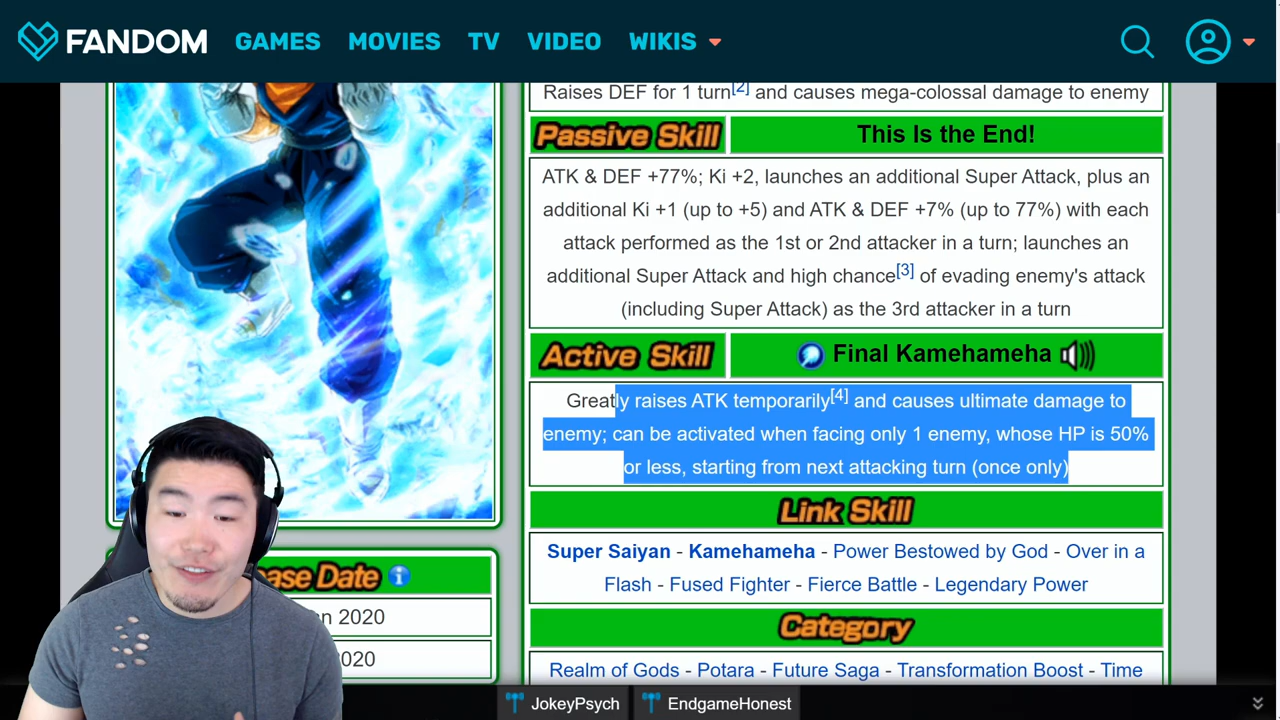 FANDOM GAMES MOVIES TV VIDEO WIKIS
Raises DEF for 1 turn[2] and causes mega-colossal damage to enemy
Passive Skill This Is the End!
ATK & DEF +77%; Ki +2, launches an additional Super Attack, plus an
additional Ki +1 (up to +5) and ATK & DEF +7% (up to 77%) with each
attack performed as the 1st or 2nd attacker in a turn; launches an
additional Super Attack and high chance[3] of evading enemy's attack
(including Super Attack) as the 3rd attacker in a turn
Active Skill Final Kamehameha
Greatly raises ATK temporarily[4] and causes ultimate damage to
enemy; can be activated when facing only 1 enemy, whose HP is 50%
or less, starting from next attacking turn (once only)
Link Skill
Super Saiyan - Kamehameha - Power Bestowed by God - Over in a
Flash - Fused Fighter - Fierce Battle - Legendary Power
Category
Realm of Gods - Potara - Future Saga - Transformation Boost - Time
ase Date
n 2020
020
JokeyPsych EndgameHonest